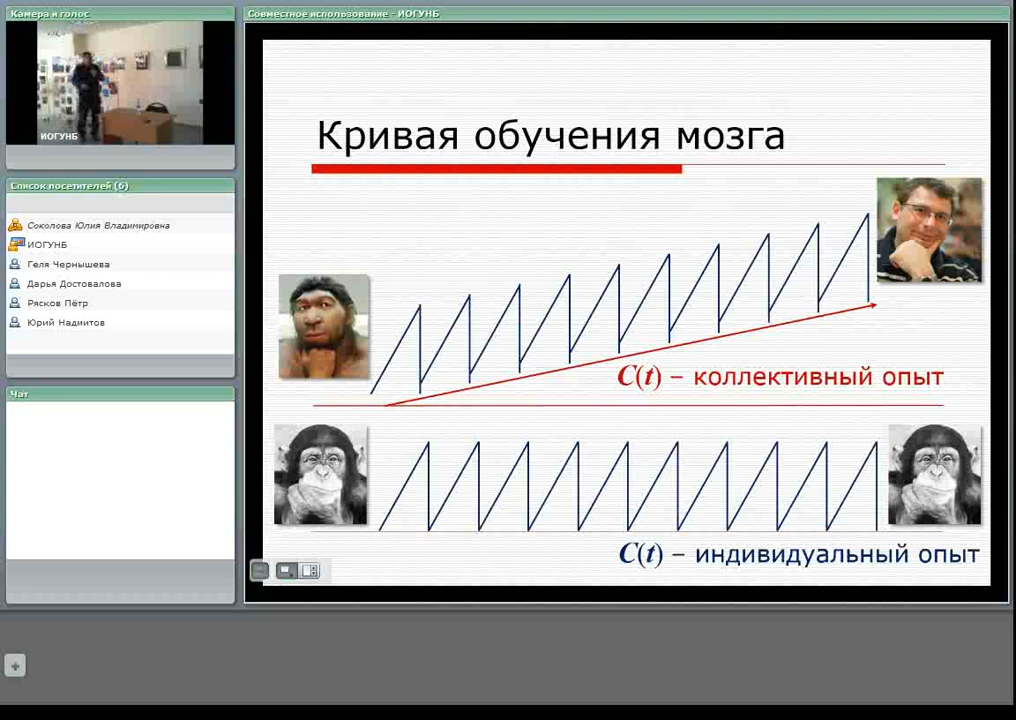 Камера и голос
ИОГУНБ
Список посетителей (6)
Соколова Юлия Владимировна
ИОГУНБ
Геля Чернышева
Дарья Достовалова
Рясков Пётр
Юрий Надмитов
Чат
Совместное использование - ИОГУНБ
Кривая обучения мозга
C(t) – коллективный опыт
C(t) – индивидуальный опыт